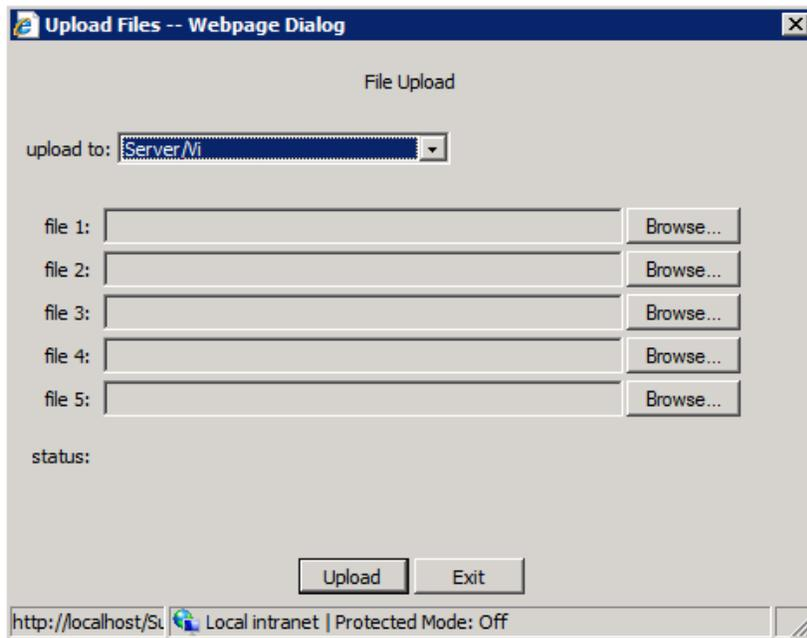 Upload Files -- Webpage Dialog
File Upload
upload to: Server/Vi
file 1: Browse...
file 2: Browse...
file 3: Browse...
file 4: Browse...
file 5: Browse...
status:
Upload Exit
http://localhost/Su Local intranet | Protected Mode: Off